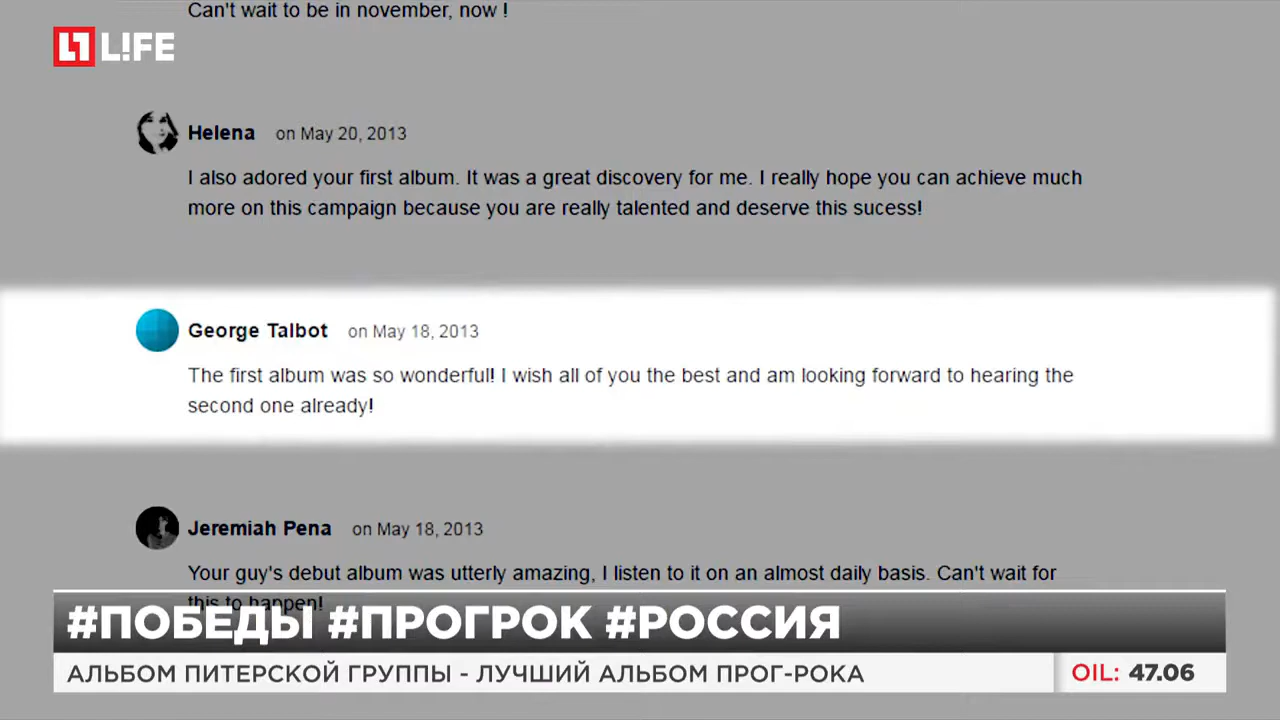 Can't wait to be in november, now !
L!FE
Helena on May 20, 2013
I also adored your first album. It was a great discovery for me. I really hope you can achieve much
more on this campaign because you are really talented and deserve this sucess!
George Talbot on May 18, 2013
The first album was so wonderful! I wish all of you the best and am looking forward to hearing the
second one already!
Jeremiah Pena on May 18, 2013
Your guy's debut album was utterly amazing, I listen to it on an almost daily basis. Can't wait for
this to happen!
#ПОБЕДЫ #ПРОГРОК #РОССИЯ
АЛЬБОМ ПИТЕРСКОЙ ГРУППЫ - ЛУЧШИЙ АЛЬБОМ ПРОГ-РОКА OIL: 47.06